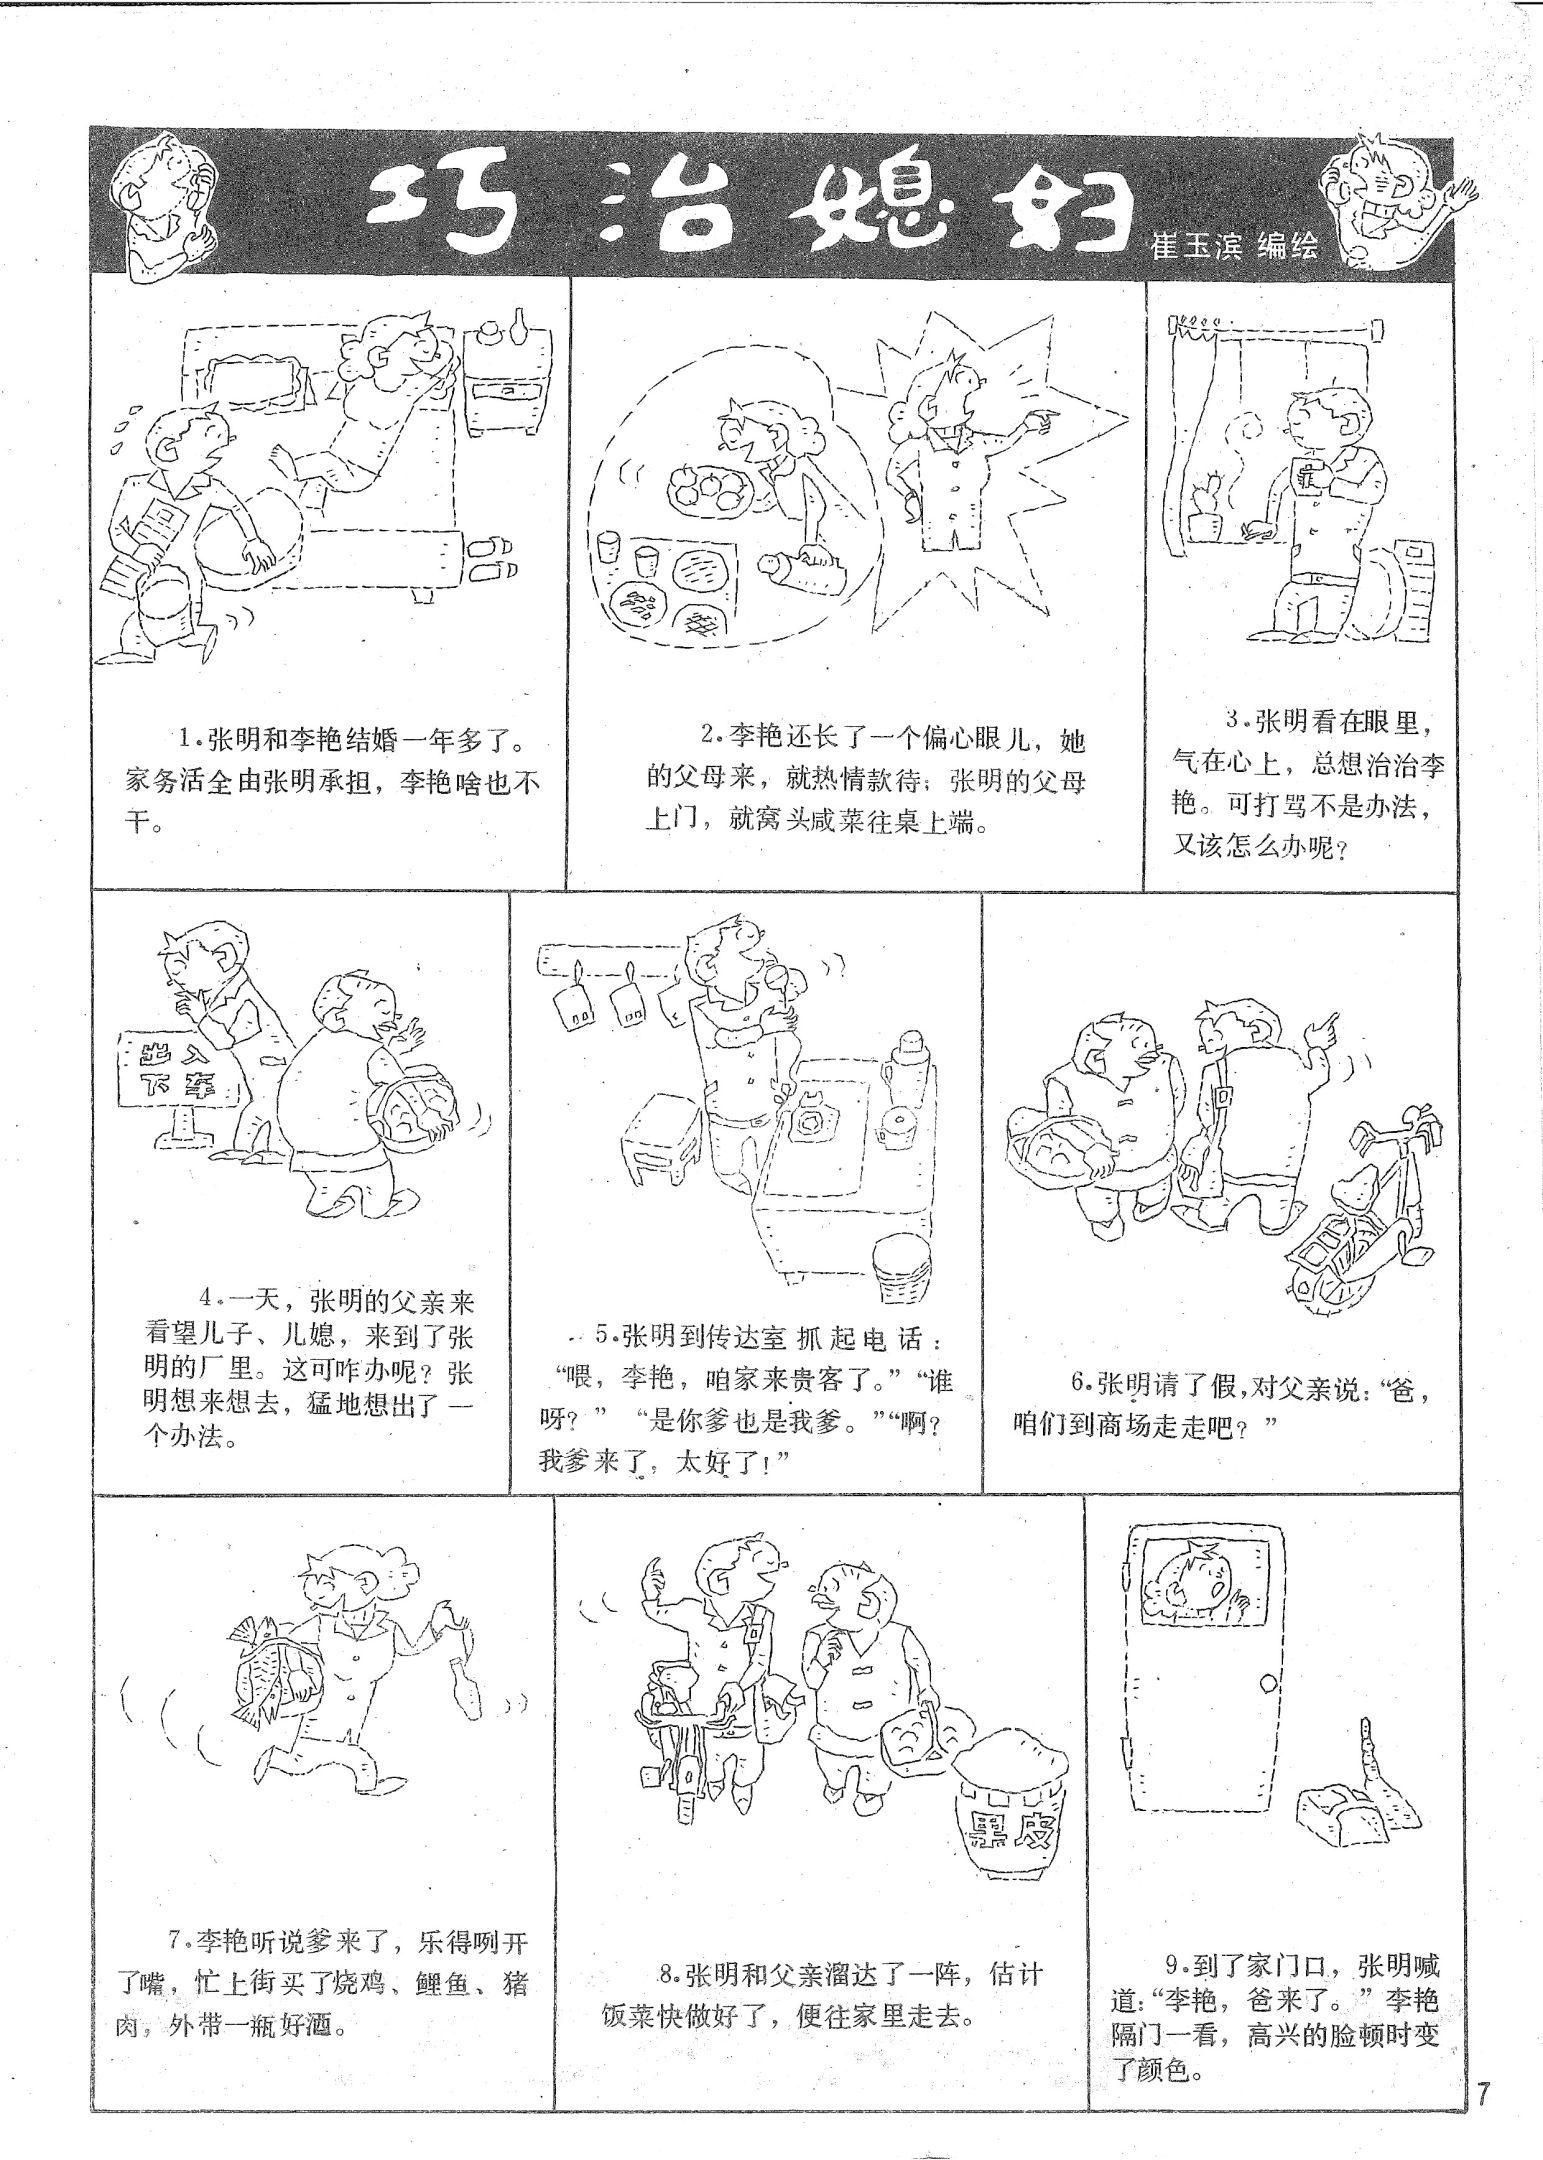 巧治媳妇
崔玉滨 编绘
1.张明和李艳结婚一年多了。
家务活全由张明承担，李艳啥也不
干。
2.李艳还长了一个偏心眼儿，她
的父母来，就热情款待；张明的父母
上门，就窝头咸菜往桌上端。
3.张明看在眼里，
气在心上，总想治治李
艳。可打骂不是办法，
又该怎么办呢？
出入
下车
4.一天，张明的父亲来
看望儿子、儿媳，来到了张
明的厂里。这可咋办呢？张
明想来想去，猛地想出了一
个办法。
5.张明到传达室抓起电话：
“喂，李艳，咱家来贵客了。”“谁
呀？”“是你爹也是我爹。”“啊？
我爹来了，太好了！”
6.张明请了假，对父亲说：“爸，
咱们到商场走走吧？”
7.李艳听说爹来了，乐得咧开
了嘴，忙上街买了烧鸡、鲤鱼、猪
肉，外带一瓶好酒。
果皮
8.张明和父亲溜达了一阵，估计
饭菜快做好了，便往家里走去。
9.到了家门口，张明喊
道：“李艳，爸来了。”李艳
隔门一看，高兴的脸顿时变
了颜色。
7